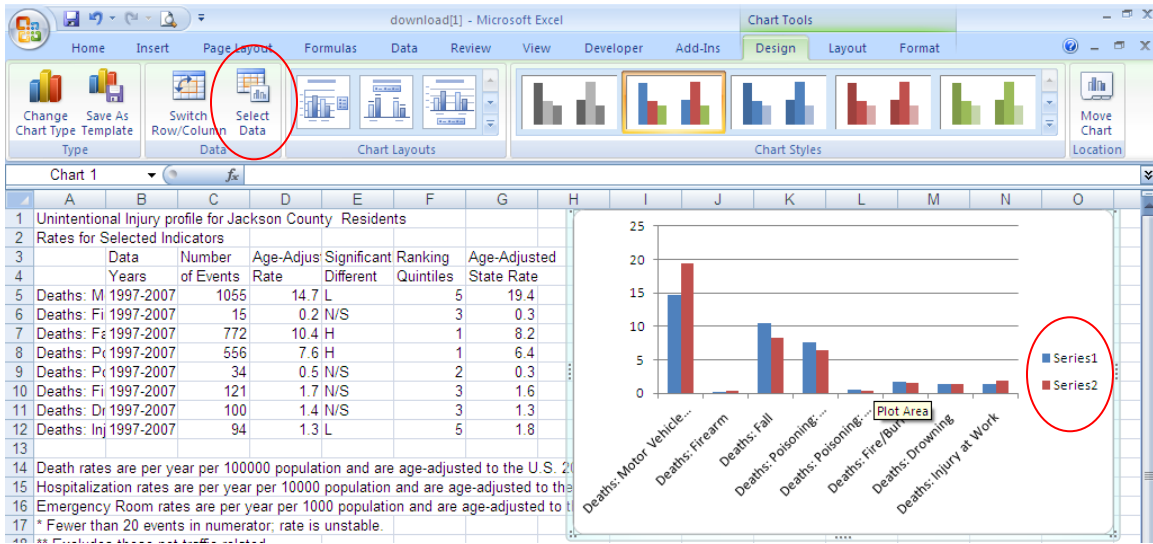 download[1] - Microsoft Excel
Chart Tools
Home Insert Page Layout Formulas Data Review View Developer Add-Ins Design Layout Format
Change Chart Type
Save As Template
Switch Row/Column
Select Data
Move Chart
Type Data Chart Layouts Chart Styles Location
Chart 1
fx
A B C D E F G H I J K L M N O
1 Unintentional Injury profile for Jackson County Residents
2 Rates for Selected Indicators
3 Data Number Age-Adjus Significant Ranking Age-Adjusted
4 Years of Events Rate Different Quintiles State Rate
5 Deaths: M 1997-2007 1055 14.7 L 5 19.4
6 Deaths: Fi 1997-2007 15 0.2 N/S 3 0.3
7 Deaths: Fa 1997-2007 772 10.4 H 1 8.2
8 Deaths: Po 1997-2007 556 7.6 H 1 6.4
9 Deaths: Po 1997-2007 34 0.5 N/S 2 0.3
10 Deaths: Fi 1997-2007 121 1.7 N/S 3 1.6
11 Deaths: Dr 1997-2007 100 1.4 N/S 3 1.3
12 Deaths: Inj 1997-2007 94 1.3 L 5 1.8
13
14 Death rates are per year per 100000 population and are age-adjusted to the U.S. 20
15 Hospitalization rates are per year per 10000 population and are age-adjusted to the
16 Emergency Room rates are per year per 1000 population and are age-adjusted to t
17 * Fewer than 20 events in numerator; rate is unstable.
25
20
15
10
5
0
Series1
Series2
Plot Area
Deaths: Motor Vehicle...
Deaths: Firearm
Deaths: Fall
Deaths: Poisoning: ...
Deaths: Poisoning: ...
Deaths: Fire/Bur
Deaths: Drowning
Deaths: Injury at Work